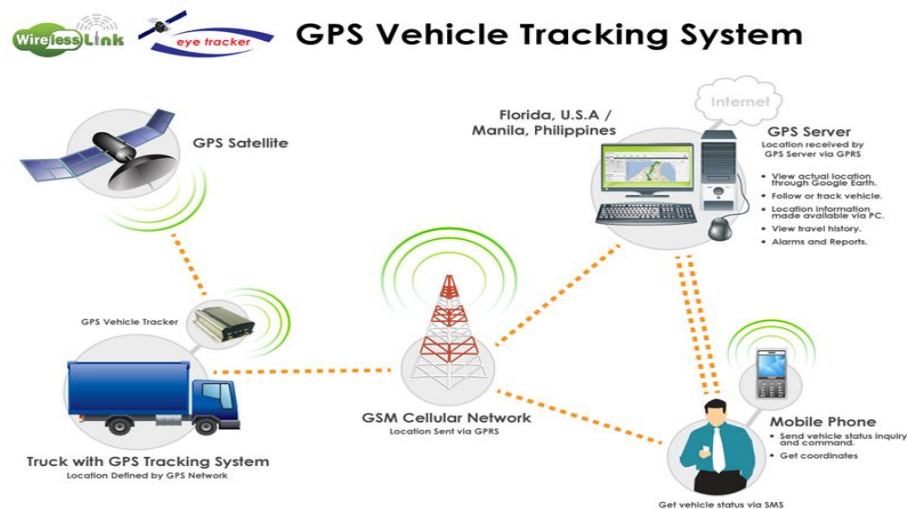 WirelessLink
eye tracker
GPS Vehicle Tracking System
Internet
Florida, U.S.A /
Manila, Philippines
GPS Server
Location received by
GPS Server via GPRS
• View actual location
through Google Earth.
• Follow or track vehicle.
• Location information
made available via PC.
• View travel history.
• Alarms and Reports.
GPS Satellite
GPS Vehicle Tracker
GSM Cellular Network
Location Sent via GPRS
Truck with GPS Tracking System
Location Defined by GPS Network
Mobile Phone
• Send vehicle status inquiry
and command.
• Get coordinates
Get vehicle status via SMS